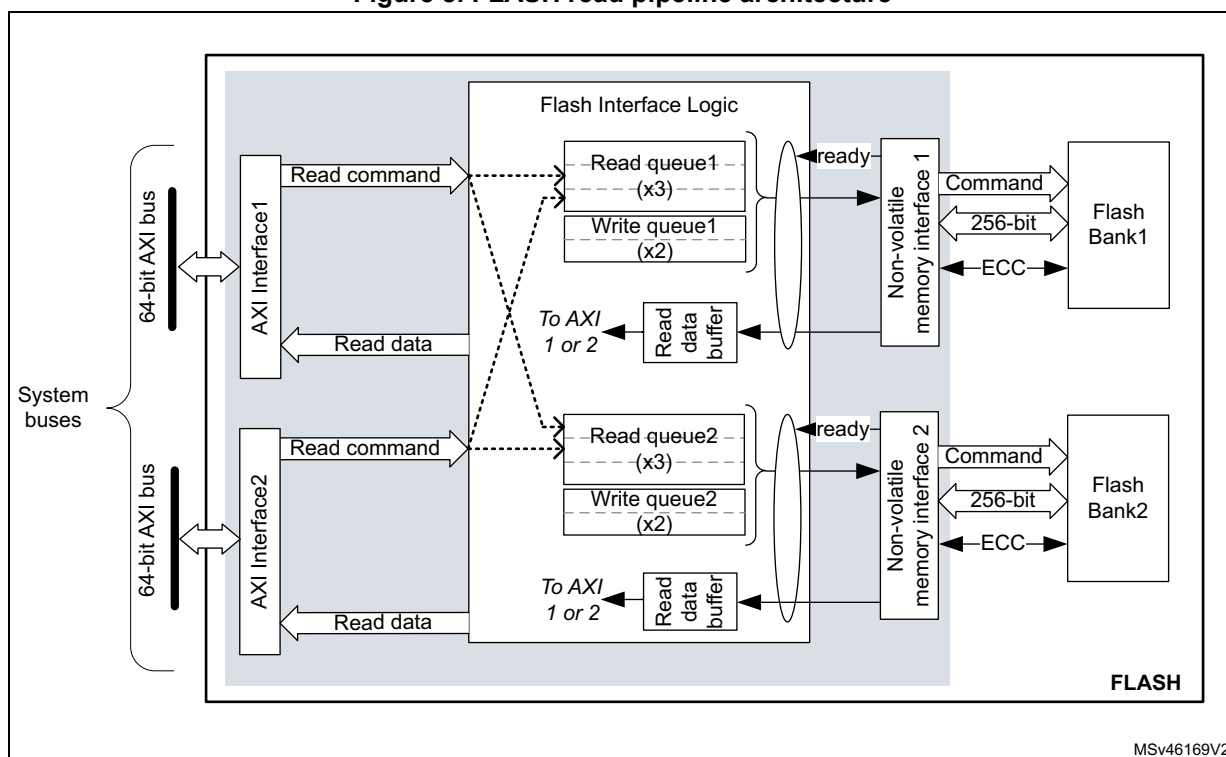 Figure 8. FLASH read pipeline architecture
Flash Interface Logic
Read command
Read queue1
(x3)
Write queue1
(x2)
ready
Non-volatile
memory interface 1
Command
256-bit
ECC
Flash
Bank1
64-bit AXI bus
AXI Interface1
Read data
To AXI
1 or 2
Read
data
buffer
System
buses
Read command
Read queue2
(x3)
Write queue2
(x2)
ready
Non-volatile
memory interface 2
Command
256-bit
ECC
Flash
Bank2
64-bit AXI bus
AXI Interface2
Read data
To AXI
1 or 2
Read
data
buffer
FLASH
MSv46169V2